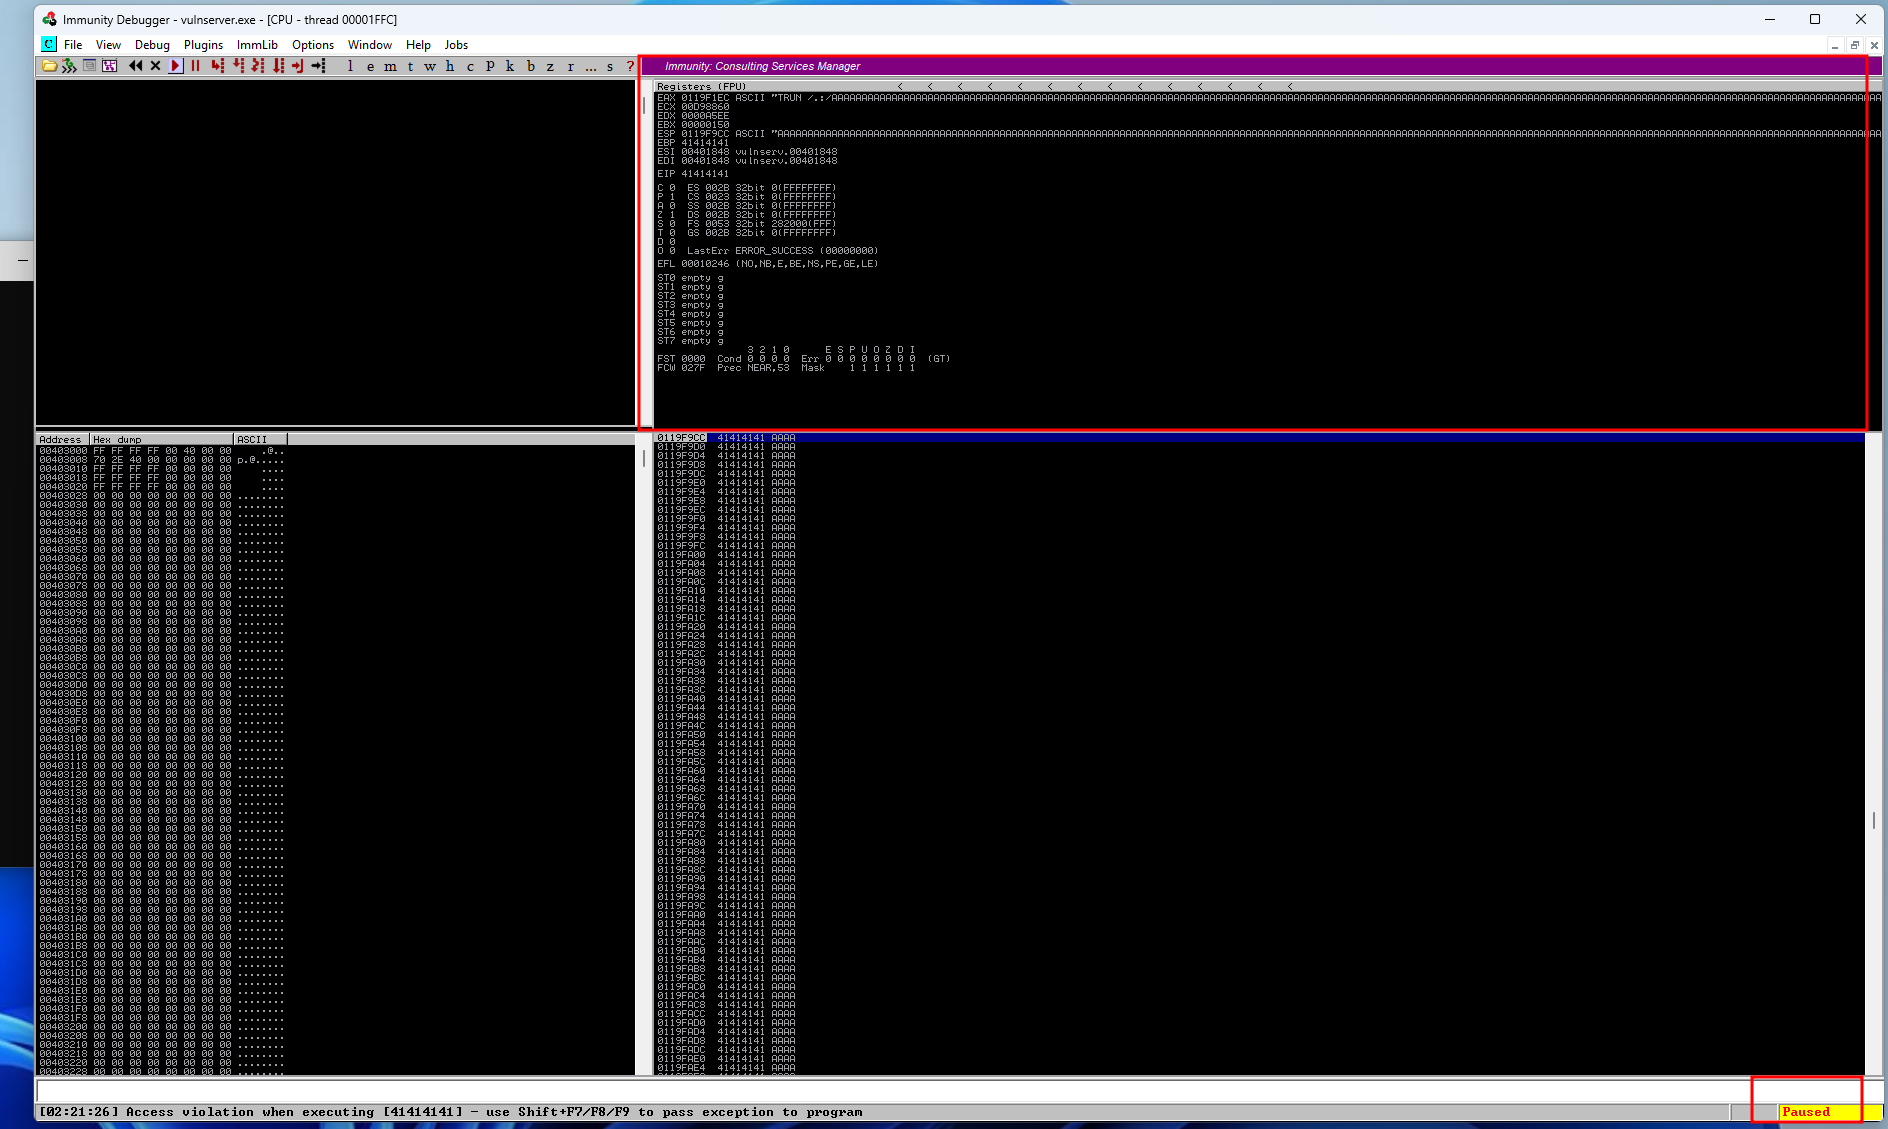 Immunity Debugger - vulnserver.exe - [CPU - thread 00001FFC]
C File View Debug Plugins ImmLib Options Window Help Jobs
l e m t w h c P k b z r ... s ?
Immunity: Consulting Services Manager
Registers (FPU) < < < < < < < < < < < < < <
EAX 0119F1EC ASCII "TRUN /.:/AAAAAAAAAAAAAAAAAAAAAAAAAAAAAAAAAAAAAAAAAAAAAAAAAAAAAAAAAAAAAAAAAAAAAAAAAAAAAAAAAAAAAAAAAAAAAAAAAAAAAAAAAAAAAAAAAAAAAAAAAAAAAAAAAAAAAAAAAAAAAAAAAAAAAAAAAAAAAAAAAAAAAAA
ECX 00D98860
EDX 0000A5EE
EBX 00000150
ESP 0119F9CC ASCII "AAAAAAAAAAAAAAAAAAAAAAAAAAAAAAAAAAAAAAAAAAAAAAAAAAAAAAAAAAAAAAAAAAAAAAAAAAAAAAAAAAAAAAAAAAAAAAAAAAAAAAAAAAAAAAAAAAAAAAAAAAAAAAAAAAAAAAAAAAAAAAAAAAAAAAAAAAAAAAAAAAAAAAAAAAAAAAAAAAAA
EBP 41414141
ESI 00401848 vulnserv.00401848
EDI 00401848 vulnserv.00401848
EIP 41414141
C 0 ES 002B 32bit 0(FFFFFFFF)
P 1 CS 0023 32bit 0(FFFFFFFF)
A 0 SS 002B 32bit 0(FFFFFFFF)
Z 1 DS 002B 32bit 0(FFFFFFFF)
S 0 FS 0053 32bit 282000(FFF)
T 0 GS 002B 32bit 0(FFFFFFFF)
D 0
O 0 LastErr ERROR_SUCCESS (00000000)
EFL 00010246 (NO,NB,E,BE,NS,PE,GE,LE)
ST0 empty g
ST1 empty g
ST2 empty g
ST3 empty g
ST4 empty g
ST5 empty g
ST6 empty g
ST7 empty g
3 2 1 0 E S P U O Z D I
FST 0000 Cond 0 0 0 0 Err 0 0 0 0 0 0 0 0 (GT)
FCW 027F Prec NEAR,53 Mask 1 1 1 1 1 1
Address Hex dump ASCII
00403000 FF FF FF FF 00 40 00 00 .@..
00403008 70 2E 40 00 00 00 00 00 p.@.....
00403010 FF FF FF FF 00 00 00 00 ....
00403018 FF FF FF FF 00 00 00 00 ....
00403020 FF FF FF FF 00 00 00 00 ....
00403028 00 00 00 00 00 00 00 00 ........
00403030 00 00 00 00 00 00 00 00 ........
00403038 00 00 00 00 00 00 00 00 ........
00403040 00 00 00 00 00 00 00 00 ........
00403048 00 00 00 00 00 00 00 00 ........
00403050 00 00 00 00 00 00 00 00 ........
00403058 00 00 00 00 00 00 00 00 ........
00403060 00 00 00 00 00 00 00 00 ........
00403068 00 00 00 00 00 00 00 00 ........
00403070 00 00 00 00 00 00 00 00 ........
00403078 00 00 00 00 00 00 00 00 ........
00403080 00 00 00 00 00 00 00 00 ........
00403088 00 00 00 00 00 00 00 00 ........
00403090 00 00 00 00 00 00 00 00 ........
00403098 00 00 00 00 00 00 00 00 ........
004030A0 00 00 00 00 00 00 00 00 ........
004030A8 00 00 00 00 00 00 00 00 ........
004030B0 00 00 00 00 00 00 00 00 ........
004030B8 00 00 00 00 00 00 00 00 ........
004030C0 00 00 00 00 00 00 00 00 ........
004030C8 00 00 00 00 00 00 00 00 ........
004030D0 00 00 00 00 00 00 00 00 ........
004030D8 00 00 00 00 00 00 00 00 ........
004030E0 00 00 00 00 00 00 00 00 ........
004030E8 00 00 00 00 00 00 00 00 ........
004030F0 00 00 00 00 00 00 00 00 ........
004030F8 00 00 00 00 00 00 00 00 ........
00403100 00 00 00 00 00 00 00 00 ........
00403108 00 00 00 00 00 00 00 00 ........
00403110 00 00 00 00 00 00 00 00 ........
00403118 00 00 00 00 00 00 00 00 ........
00403120 00 00 00 00 00 00 00 00 ........
00403128 00 00 00 00 00 00 00 00 ........
00403130 00 00 00 00 00 00 00 00 ........
00403138 00 00 00 00 00 00 00 00 ........
00403140 00 00 00 00 00 00 00 00 ........
00403148 00 00 00 00 00 00 00 00 ........
00403150 00 00 00 00 00 00 00 00 ........
00403158 00 00 00 00 00 00 00 00 ........
00403160 00 00 00 00 00 00 00 00 ........
00403168 00 00 00 00 00 00 00 00 ........
00403170 00 00 00 00 00 00 00 00 ........
00403178 00 00 00 00 00 00 00 00 ........
00403180 00 00 00 00 00 00 00 00 ........
00403188 00 00 00 00 00 00 00 00 ........
00403190 00 00 00 00 00 00 00 00 ........
00403198 00 00 00 00 00 00 00 00 ........
004031A0 00 00 00 00 00 00 00 00 ........
004031A8 00 00 00 00 00 00 00 00 ........
004031B0 00 00 00 00 00 00 00 00 ........
004031B8 00 00 00 00 00 00 00 00 ........
004031C0 00 00 00 00 00 00 00 00 ........
004031C8 00 00 00 00 00 00 00 00 ........
004031D0 00 00 00 00 00 00 00 00 ........
004031D8 00 00 00 00 00 00 00 00 ........
004031E0 00 00 00 00 00 00 00 00 ........
004031E8 00 00 00 00 00 00 00 00 ........
004031F0 00 00 00 00 00 00 00 00 ........
004031F8 00 00 00 00 00 00 00 00 ........
00403200 00 00 00 00 00 00 00 00 ........
00403208 00 00 00 00 00 00 00 00 ........
00403210 00 00 00 00 00 00 00 00 ........
00403218 00 00 00 00 00 00 00 00 ........
00403220 00 00 00 00 00 00 00 00 ........
00403228 00 00 00 00 00 00 00 00 ........
0119F9CC 41414141 AAAA
0119F9D0 41414141 AAAA
0119F9D4 41414141 AAAA
0119F9D8 41414141 AAAA
0119F9DC 41414141 AAAA
0119F9E0 41414141 AAAA
0119F9E4 41414141 AAAA
0119F9E8 41414141 AAAA
0119F9EC 41414141 AAAA
0119F9F0 41414141 AAAA
0119F9F4 41414141 AAAA
0119F9F8 41414141 AAAA
0119F9FC 41414141 AAAA
0119FA00 41414141 AAAA
0119FA04 41414141 AAAA
0119FA08 41414141 AAAA
0119FA0C 41414141 AAAA
0119FA10 41414141 AAAA
0119FA14 41414141 AAAA
0119FA18 41414141 AAAA
0119FA1C 41414141 AAAA
0119FA20 41414141 AAAA
0119FA24 41414141 AAAA
0119FA28 41414141 AAAA
0119FA2C 41414141 AAAA
0119FA30 41414141 AAAA
0119FA34 41414141 AAAA
0119FA38 41414141 AAAA
0119FA3C 41414141 AAAA
0119FA40 41414141 AAAA
0119FA44 41414141 AAAA
0119FA48 41414141 AAAA
0119FA4C 41414141 AAAA
0119FA50 41414141 AAAA
0119FA54 41414141 AAAA
0119FA58 41414141 AAAA
0119FA5C 41414141 AAAA
0119FA60 41414141 AAAA
0119FA64 41414141 AAAA
0119FA68 41414141 AAAA
0119FA6C 41414141 AAAA
0119FA70 41414141 AAAA
0119FA74 41414141 AAAA
0119FA78 41414141 AAAA
0119FA7C 41414141 AAAA
0119FA80 41414141 AAAA
0119FA84 41414141 AAAA
0119FA88 41414141 AAAA
0119FA8C 41414141 AAAA
0119FA90 41414141 AAAA
0119FA94 41414141 AAAA
0119FA98 41414141 AAAA
0119FA9C 41414141 AAAA
0119FAA0 41414141 AAAA
0119FAA4 41414141 AAAA
0119FAA8 41414141 AAAA
0119FAAC 41414141 AAAA
0119FAB0 41414141 AAAA
0119FAB4 41414141 AAAA
0119FAB8 41414141 AAAA
0119FABC 41414141 AAAA
0119FAC0 41414141 AAAA
0119FAC4 41414141 AAAA
0119FAC8 41414141 AAAA
0119FACC 41414141 AAAA
0119FAD0 41414141 AAAA
0119FAD4 41414141 AAAA
0119FAD8 41414141 AAAA
0119FADC 41414141 AAAA
0119FAE0 41414141 AAAA
0119FAE4 41414141 AAAA
[02:21:26] Access violation when executing [41414141] - use Shift+F7/F8/F9 to pass exception to program
Paused